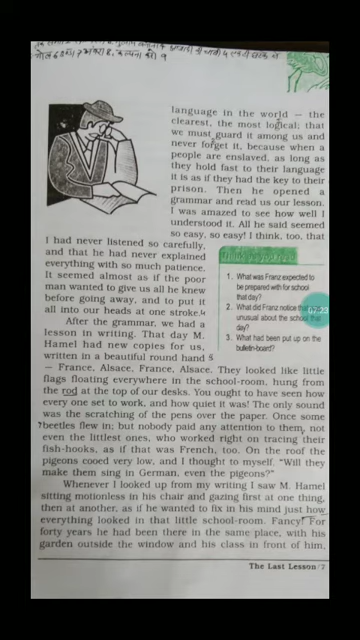 language in the world — the
clearest, the most logical; that
we must guard it among us and
never forget it, because when a
people are enslaved, as long as
they hold fast to their language
it is as if they had the key to their
prison. Then he opened a
grammar and read us our lesson.
I was amazed to see how well I
understood it. All he said seemed
so easy, so easy! I think, too, that
I had never listened so carefully,
and that he had never explained
everything with so much patience.
It seemed almost as if the poor
man wanted to give us all he knew
before going away, and to put it
all into our heads at one stroke.4
After the grammar, we had a
lesson in writing. That day M.
Hamel had new copies for us,
written in a beautiful round hand 5
1. What was Franz expected to
be prepared with for school
that day?
2. What did Franz notice that was
unusual about the school that
day?
3. What had been put up on the
bulletin-board?
— France, Alsace, France, Alsace. They looked like little
flags floating everywhere in the school-room, hung from
the rod at the top of our desks. You ought to have seen how
every one set to work, and how quiet it was! The only sound
was the scratching of the pens over the paper. Once some
?beetles flew in; but nobody paid any attention to them, not
even the littlest ones, who worked right on tracing their
fish-hooks, as if that was French, too. On the roof the
pigeons cooed very low, and I thought to myself, "Will they
make them sing in German, even the pigeons?"
Whenever I looked up from my writing I saw M. Hamel
sitting motionless in his chair and gazing first at one thing,
then at another, as if he wanted to fix in his mind just how
everything looked in that little school-room. Fancy! For
forty years he had been there in the same place, with his
garden outside the window and his class in front of him,
The Last Lesson/7